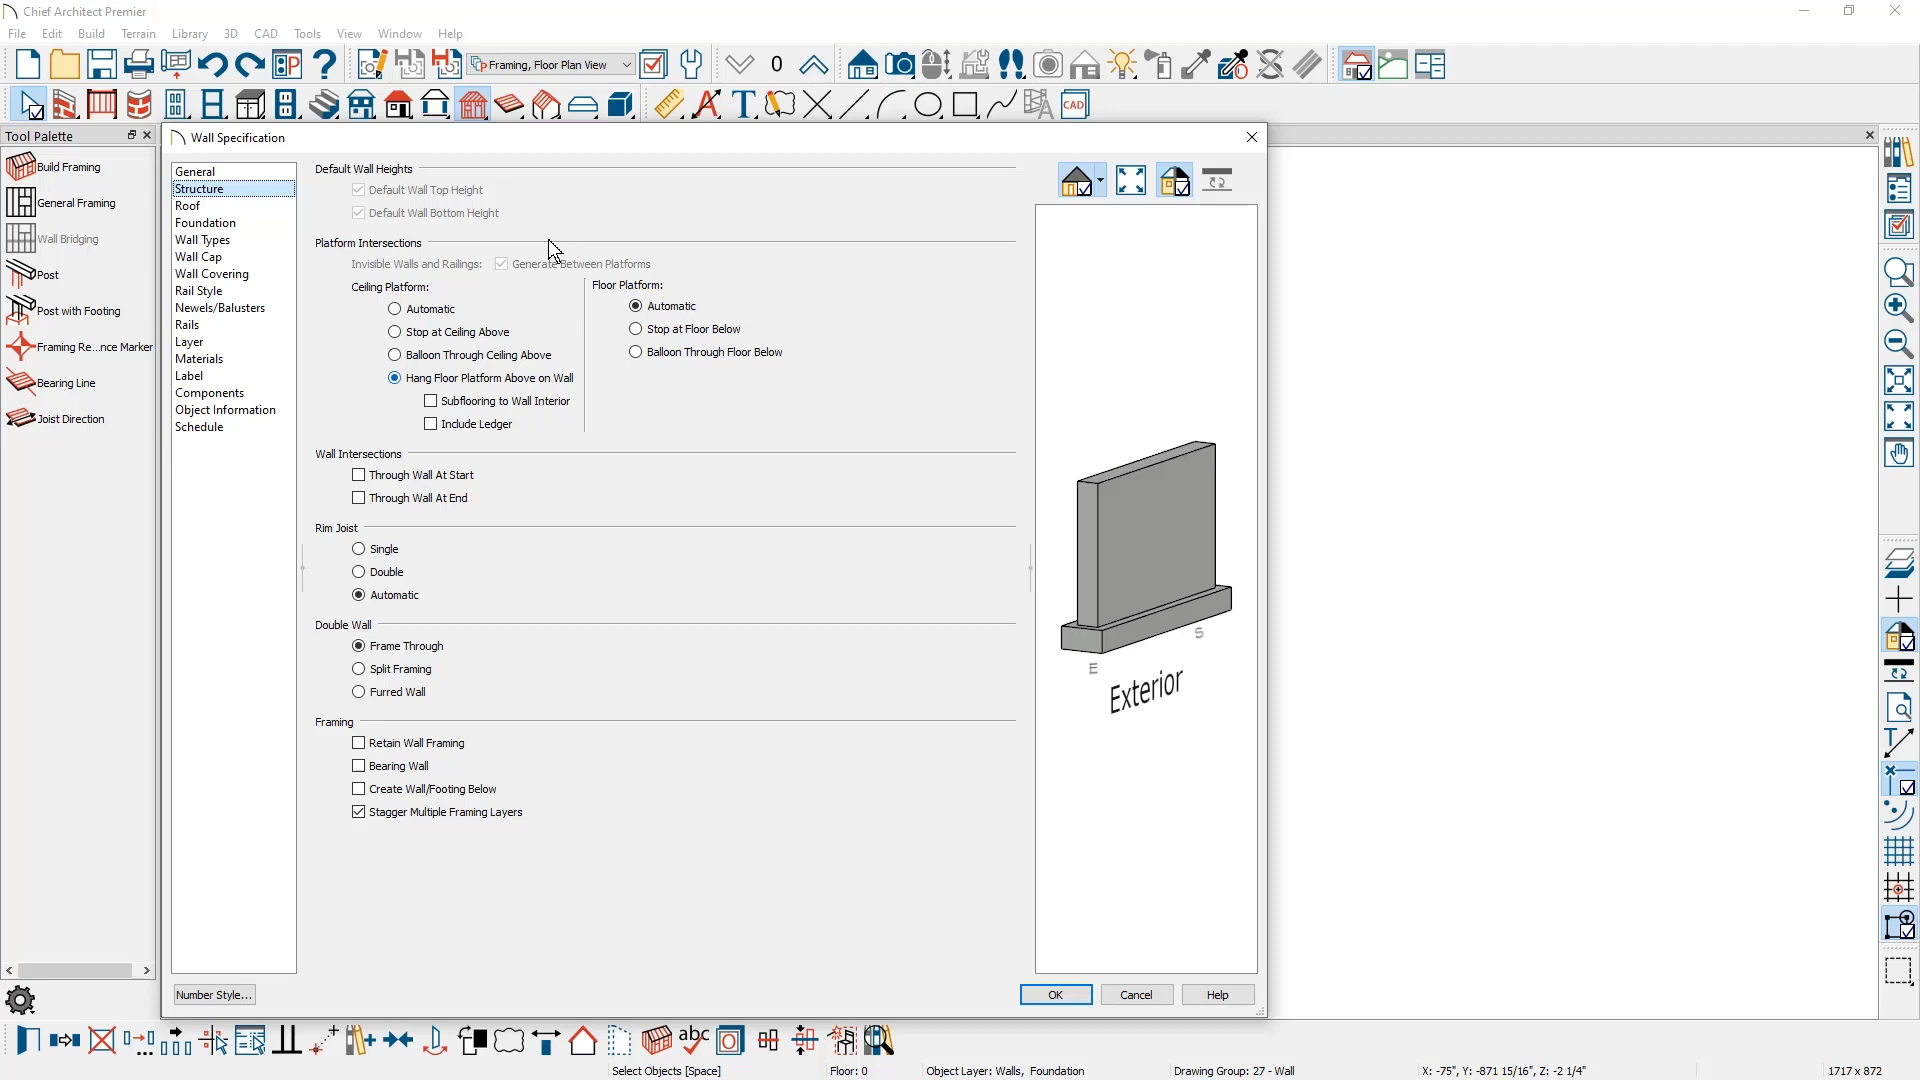 Chief Architect Premier
File Edit Build Terrain Library 3D CAD Tools View Window Help
Framing, Floor Plan View 0
CAD
Tool Palette
Wall Specification
Build Framing
General Framing
Wall Bridging
Post
Post with Footing
Framing Re...nce Marker
Bearing Line
Joist Direction
General
Structure
Roof
Foundation
Wall Types
Wall Cap
Wall Covering
Rail Style
Newels/Balusters
Rails
Layer
Materials
Label
Components
Object Information
Schedule
Default Wall Heights
Default Wall Top Height
Default Wall Bottom Height
Platform Intersections
Invisible Walls and Railings: Generate Between Platforms
Ceiling Platform:
Automatic
Stop at Ceiling Above
Balloon Through Ceiling Above
Hang Floor Platform Above on Wall
Subflooring to Wall Interior
Include Ledger
Floor Platform:
Automatic
Stop at Floor Below
Balloon Through Floor Below
Wall Intersections
Through Wall At Start
Through Wall At End
Rim Joist
Single
Double
Automatic
Double Wall
Frame Through
Split Framing
Furred Wall
Framing
Retain Wall Framing
Bearing Wall
Create Wall/Footing Below
Stagger Multiple Framing Layers
S
E
Exterior
Number Style...
OK Cancel Help
abc
Select Objects [Space] Floor: 0 Object Layer: Walls, Foundation Drawing Group: 27 - Wall X: -75", Y: -871 15/16", Z: -2 1/4" 1717 x 872